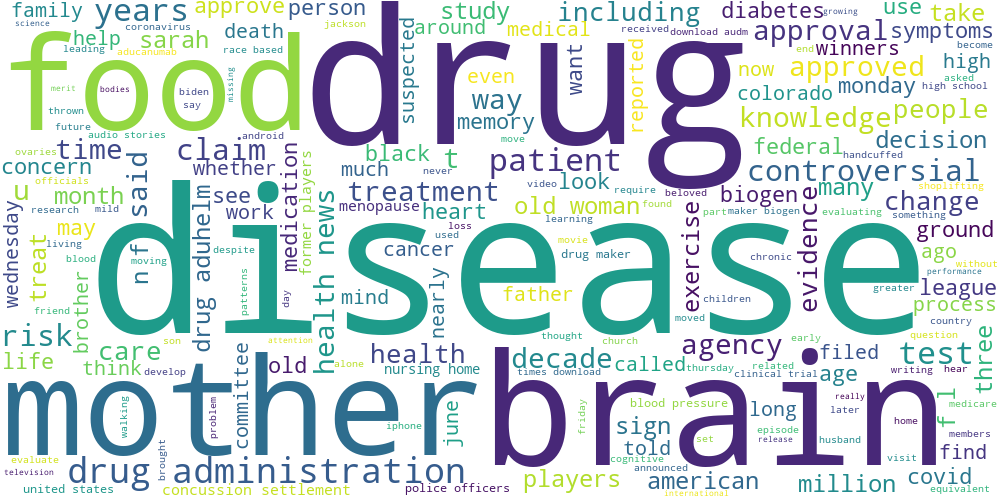 family
years
science
coronavirus
approve
person
jackson
death
study
around
including
medical
received
diabetes
download audm
growing
use
take
approval
symptoms
help
sarah
leading
aducanumab
race based
food
drug
suspected
even
want
reported
winners
become
end
now
approved
high
asked
merit
bodies
biden
say
missing
way
memory
colorado
monday
high school
thrown
future
audio stories
android
move
knowledge
people
ovaries
time
claim
black
t
patient
federal
handcuffed
decision
concern
whether
former players
much
never
video
look
require
beloved
controversial
shoplifting
officials
u
month
said
n f
see
work
medication
menopause
treatment
heart
old woman
found
part
maker biogen
biogen
many
evaluating
change
research
mild
used
loss
learning
something
wednesday
living
may
treat
disease
despite
health news
cancer
movie
drug maker
exercise
evidence
chronic
ground
ago
without
performance
blood
moving
drug aduhelm
patterns
day
mind
nearly
father
children
greater
league
process
friend
brother
moved
country
risk
son
attention
thought
church
early
question
life
care
think
develop
committee
old
alone
health
nursing home
decade
times download
called
thursday
agency
related
clinical trial
filed
age
writing
hear
test
three
medicare
mother
brain
walking
problem
iphone
june
friday
blood pressure
sign
told
set
cognitive
announced
long
episode
release
really
later
husband
home
visit
f l
members
find
evaluate
television
brought
drug administration
united states
concussion settlement
police officers
players
international
american
million
covid
equivalent